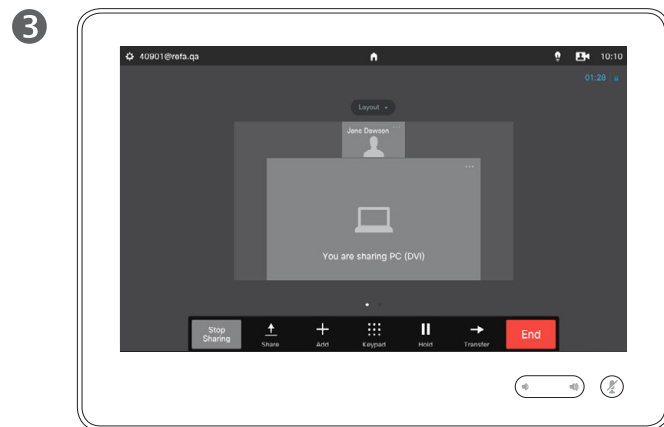 3
40901@refa.qa
10:10
01:28
Layout
Jane Dawson
You are sharing PC (DVI)
Stop
Sharing
Share
Add
Keypad
Hold
Transfer
End